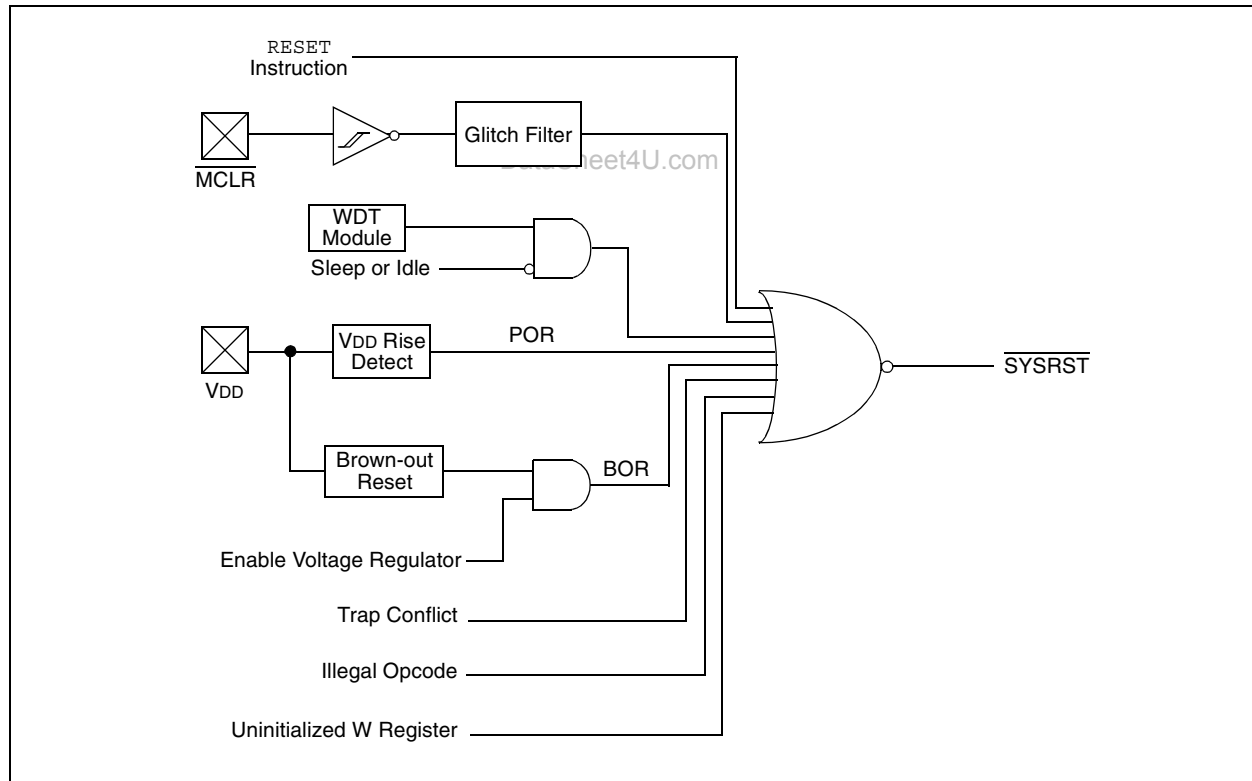 RESET
Instruction
Glitch Filter
MCLR
DataSheet4U.com
WDT
Module
Sleep or Idle
VDD Rise
Detect
POR
VDD
SYSRST
Brown-out
Reset
BOR
Enable Voltage Regulator
Trap Conflict
Illegal Opcode
Uninitialized W Register